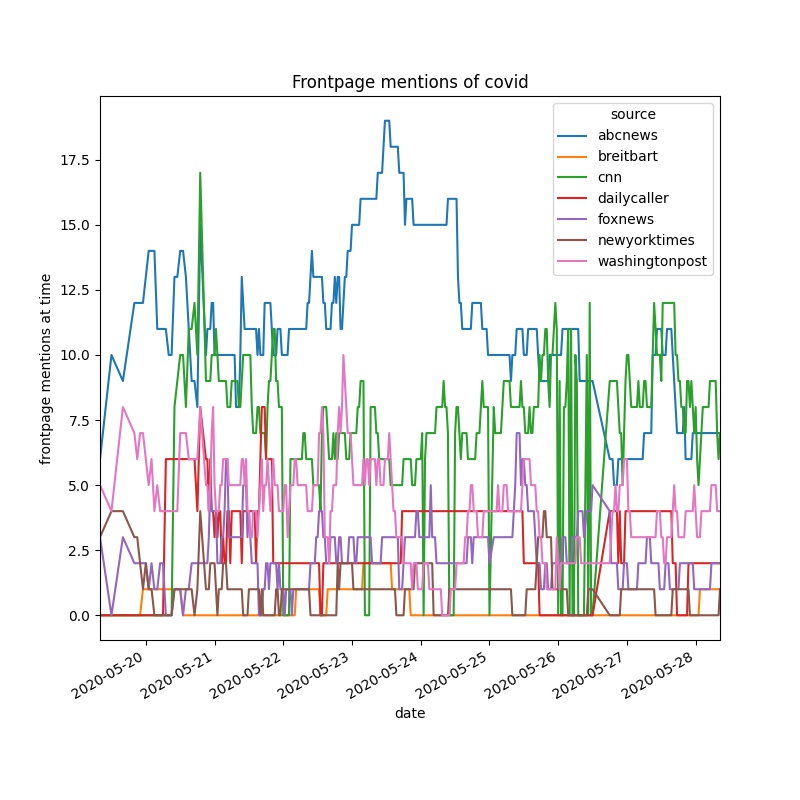 Frontpage mentions of covid
source
abcnews
breitbart
cnn
dailycaller
foxnews
newyorktimes
washingtonpost
frontpage mentions at time
17.5
15.0
12.5
10.0
7.5
5.0
2.5
0.0
2020-05-20
2020-05-21
2020-05-22
2020-05-23
2020-05-24
2020-05-25
2020-05-26
2020-05-27
2020-05-28
date